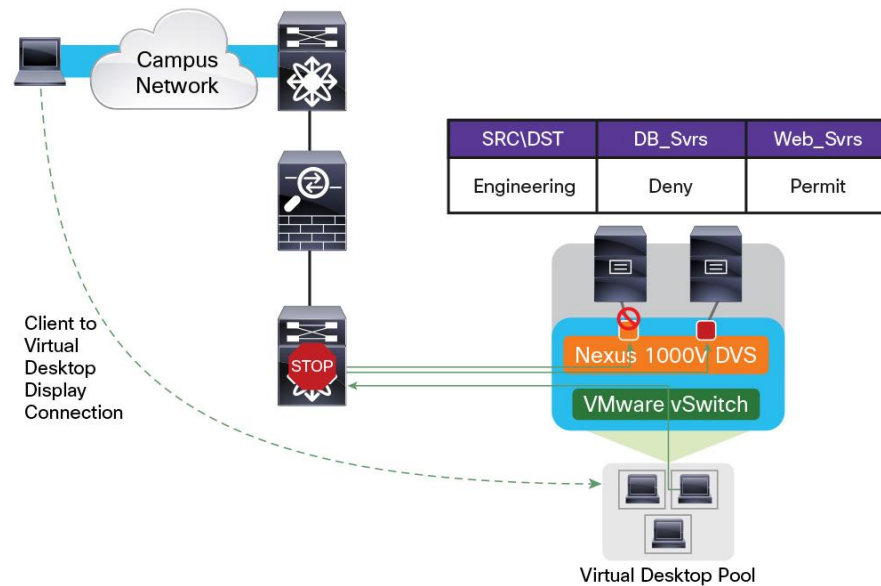 Campus
Network
SRC\DST DB_Svrs Web_Svrs
Engineering Deny Permit
Client to
Virtual
Desktop
Display
Connection
STOP
Nexus 1000V DVS
VMware vSwitch
Virtual Desktop Pool